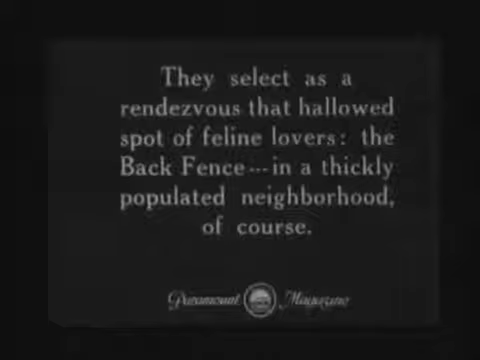 They select as a
rendezvous that hallowed
spot of feline lovers: the
Back Fence---in a thickly
populated neighborhood,
of course.
Paramount Magazine